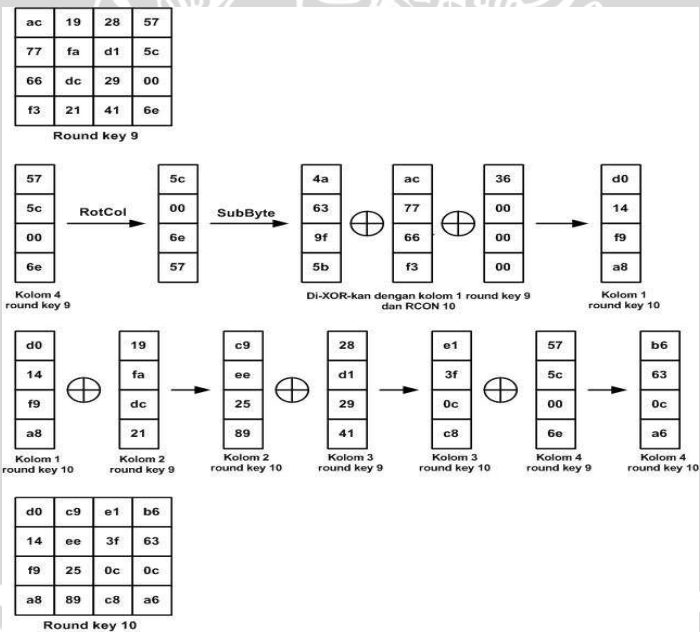 ac 19 28 57
77 fa d1 5c
66 dc 29 00
f3 21 41 6e
Round key 9
57 5c 4a ac 36 d0
5c 00 63 77 00 14
RotCol SubByte
00 6e 9f 66 00 f9
6e 57 5b f3 00 a8
Kolom 4
round key 9
Di-XOR-kan dengan kolom 1 round key 9
dan RCON 10
Kolom 1
round key 10
d0 19 c9 28 e1 57 b6
14 fa ee d1 3f 5c 63
f9 dc 25 29 0c 00 0c
a8 21 89 41 c8 6e a6
Kolom 1
round key 10
Kolom 2
round key 9
Kolom 2
round key 10
Kolom 3
round key 9
Kolom 3
round key 10
Kolom 4
round key 9
Kolom 4
round key 10
d0 c9 e1 b6
14 ee 3f 63
f9 25 0c 0c
a8 89 c8 a6
Round key 10